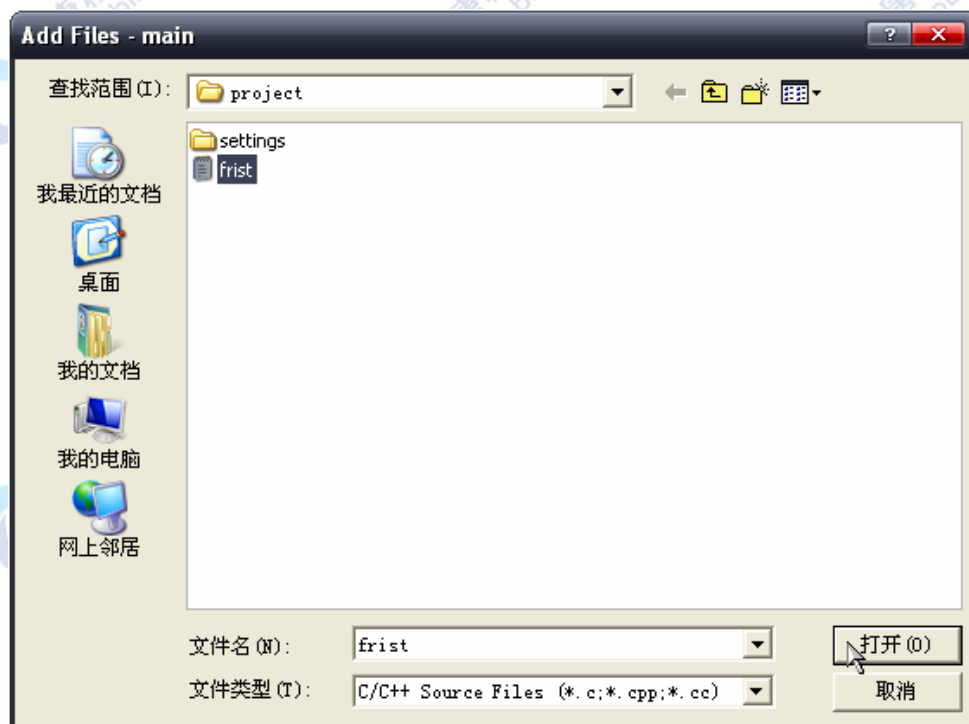 Add Files - main
查找范围(I):
project
settings
frist
我最近的文档
桌面
我的文档
我的电脑
网上邻居
文件名(N):
frist
打开(O)
文件类型(T):
C/C++ Source Files (*.c;*.cpp;*.cc)
取消